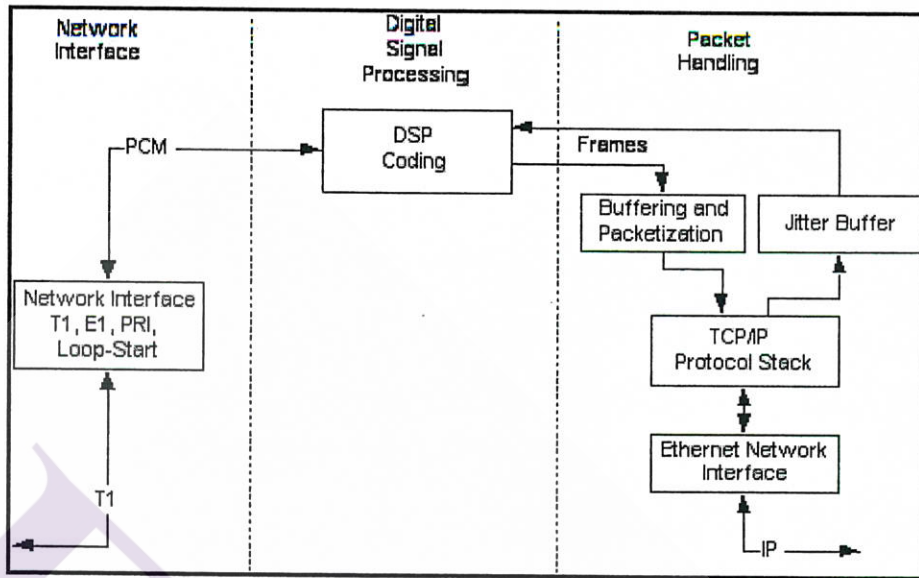 Network
Interface
Digital
Signal
Processing
Packet
Handling
PCM
DSP
Coding
Frames
Buffering and
Packetization
Jitter Buffer
Network Interface
T1, E1, PRI,
Loop-Start
TCP/IP
Protocol Stack
Ethernet Network
Interface
T1
IP